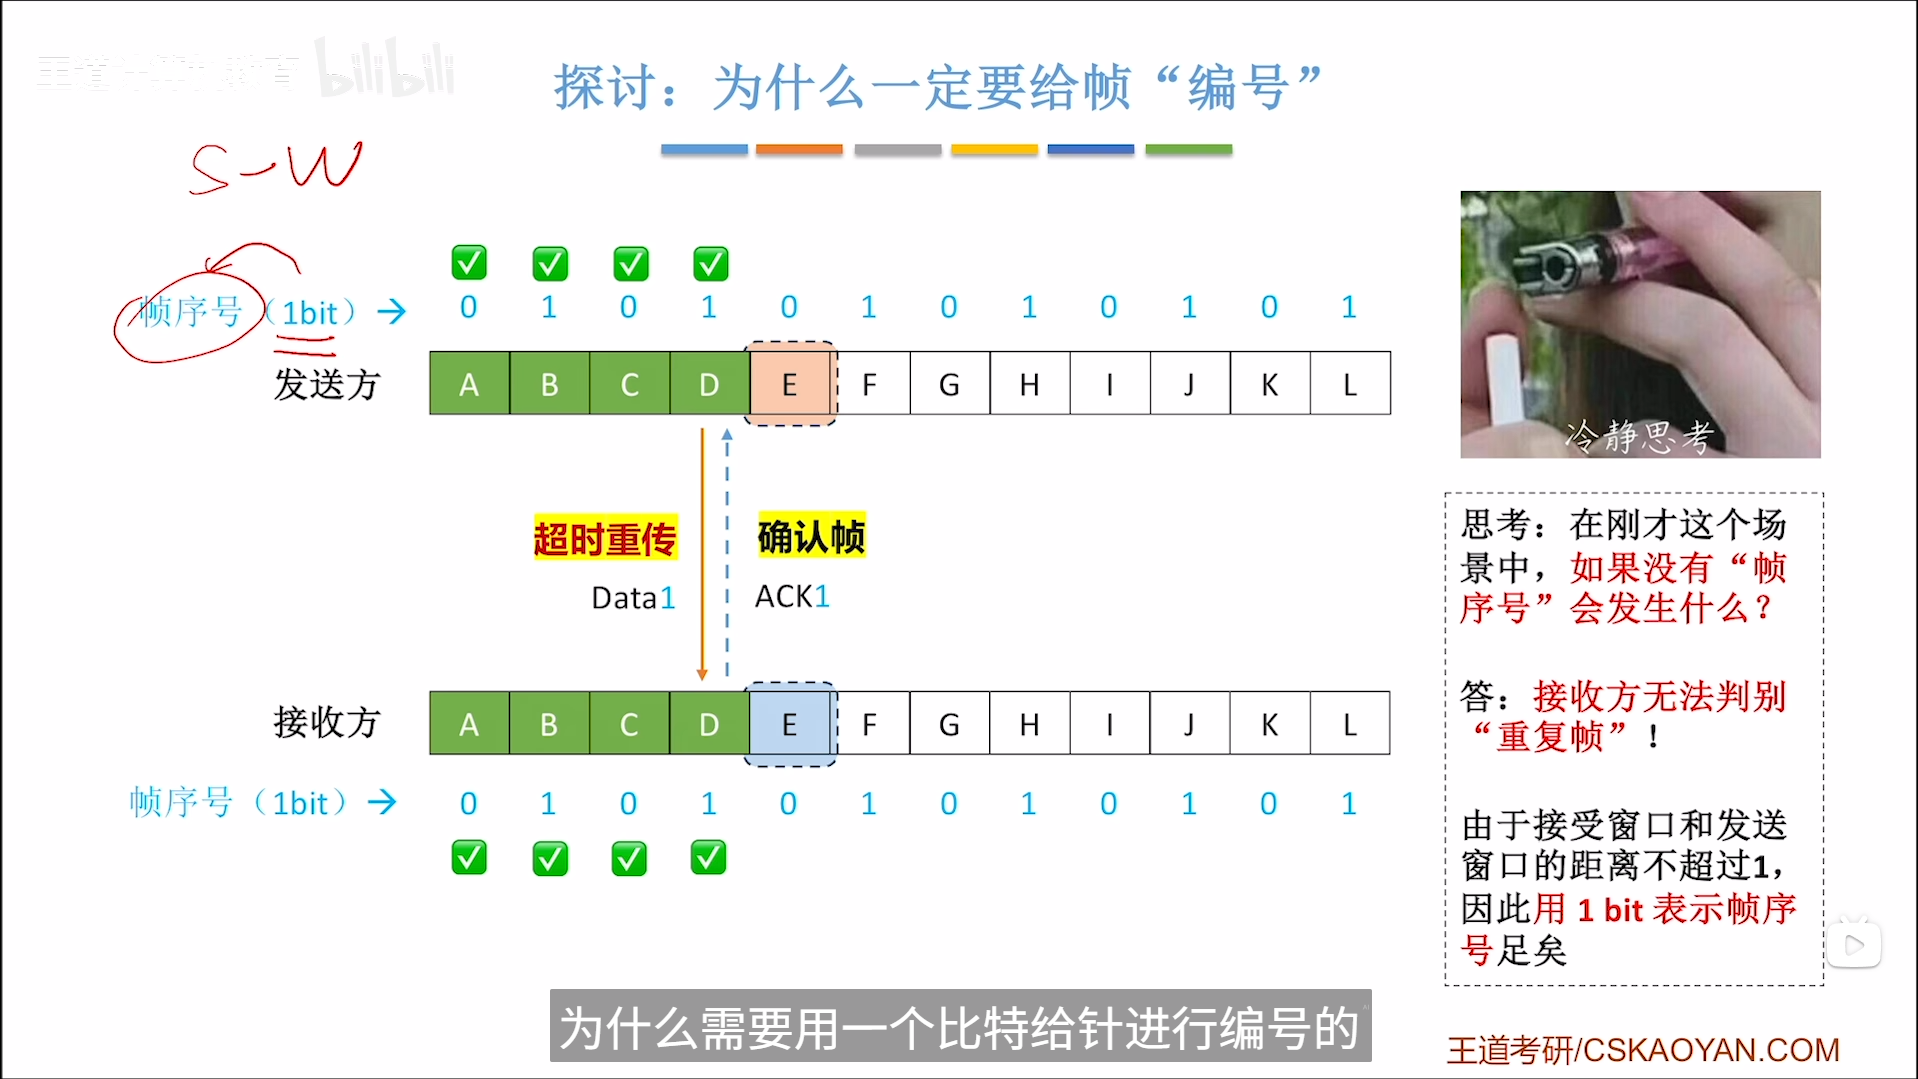 王道计算机教育 bilibili
探讨：为什么一定要给帧“编号”
S-W
帧序号（1bit）→ 0 1 0 1 0 1 0 1 0 1 0 1
发送方 A B C D E F G H I J K L
冷静思考
超时重传 确认帧
Data1 ACK1
接收方 A B C D E F G H I J K L
帧序号（1bit）→ 0 1 0 1 0 1 0 1 0 1 0 1
思考：在刚才这个场
景中，如果没有“帧
序号”会发生什么？
答：接收方无法判别
“重复帧”！
由于接受窗口和发送
窗口的距离不超过1，
因此用 1 bit 表示帧序
号足矣
为什么需要用一个比特给针进行编号的
王道考研/CSKAOYAN.COM